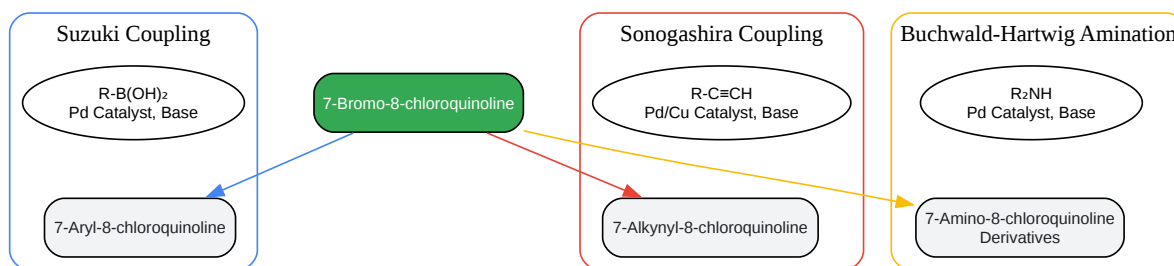 Suzuki Coupling
R-B(OH)₂
Pd Catalyst, Base
7-Aryl-8-chloroquinoline
7-Bromo-8-chloroquinoline
Sonogashira Coupling
R-C≡CH
Pd/Cu Catalyst, Base
7-Alkynyl-8-chloroquinoline
Buchwald-Hartwig Amination
R₂NH
Pd Catalyst, Base
7-Amino-8-chloroquinoline
Derivatives